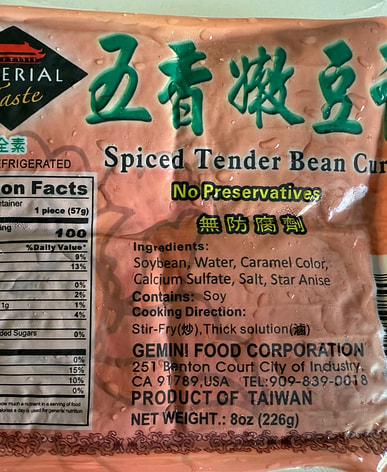 ERIAL
aste
五香嫩豆
全素
EFRIGERATED
Spiced Tender Bean Cur
No Preservatives
無防腐劑
on Facts
ntainer
1 piece (57g)
ing
100
%Daily Value*
9%
13%
0%
2%
1g 1%
4%
ded Sugars 0%
0%
15%
10%
0%
Ingredients:
Soybean, Water, Caramel Color,
Calcium Sulfate, Salt, Star Anise
Contains: Soy
Cooking Direction:
Stir-Fry(炒),Thick solution(滷)
GEMINI FOOD CORPORATION
251 Benton Court City of Industry,
CA 91789,USA TEL:909-839-0018
PRODUCT OF TAIWAN
NET WEIGHT.: 8oz (226g)